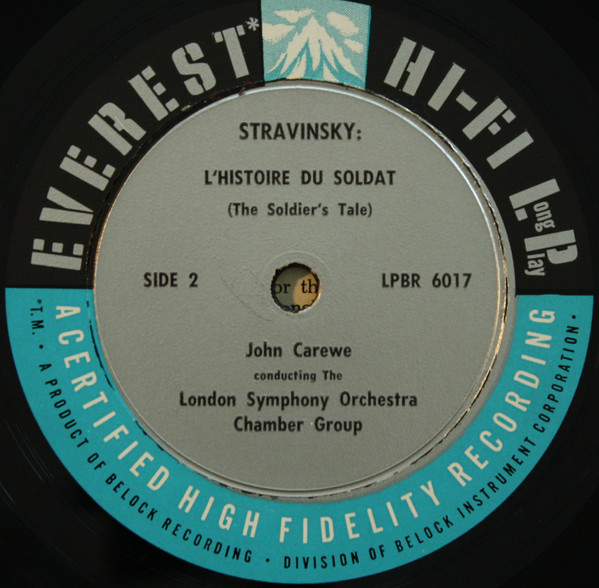 EVEREST*
HI-FI Long Play
STRAVINSKY:
L'HISTOIRE DU SOLDAT
(The Soldier's Tale)
SIDE 2
LPBR 6017
or th
John Carewe
conducting The
London Symphony Orchestra
Chamber Group
A CERTIFIED HIGH FIDELITY RECORDING
*T.M. • A PRODUCT OF BELOCK RECORDING • DIVISION OF BELOCK INSTRUMENT CORPORATION •